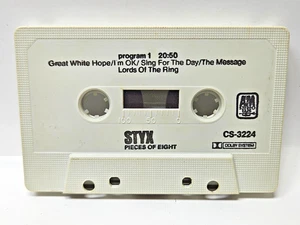 program 1 20:50
Great White Hope/I'm OK/Sing For The Day/The Message
Lords Of The Ring
A&M
STYX
PIECES OF EIGHT
CS-3224
DOLBY SYSTEM